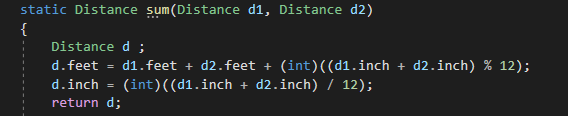 static Distance sum(Distance d1, Distance d2)
{
Distance d ;
d.feet = d1.feet + d2.feet + (int)((d1.inch + d2.inch) % 12);
d.inch = (int)((d1.inch + d2.inch) / 12);
return d;